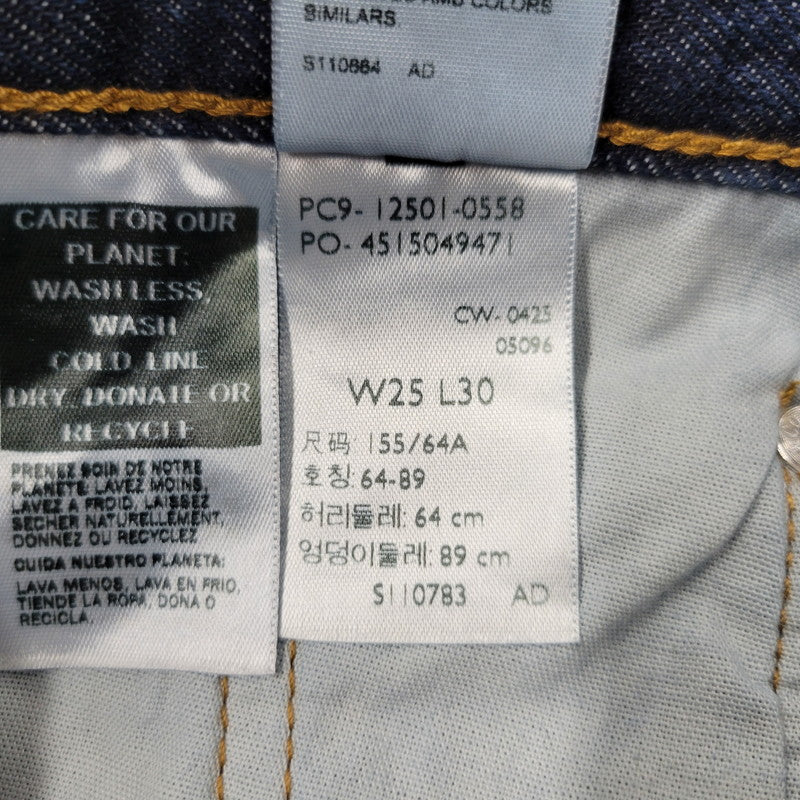 AND COLORS
SIMILARS
S110664 AD
CARE FOR OUR
PLANET:
WASH LESS,
WASH
COLD LINE
DRY, DONATE OR
RECYCLE
PRENEZ SOIN DE NOTRE
PLANETE: LAVEZ MOINS,
LAVEZ A FROID, LAISSEZ
SECHER NATURELLEMENT,
DONNEZ OU RECYCLEZ
CUIDA NUESTRO PLANETA:
LAVA MENOS, LAVA EN FRIO,
TIENDE LA ROPA, DONA O
RECICLA.
PC9- 12501-0558
PO- 4515049471
CW- 0423
05096
W25 L30
尺码: 155/64A
호칭: 64-89
허리둘레: 64 cm
엉덩이둘레: 89 cm
S110783 AD